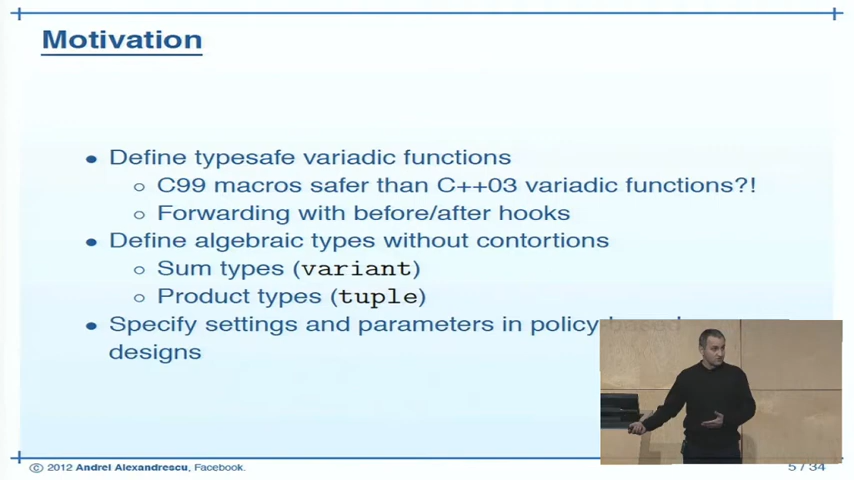 Motivation
• Define typesafe variadic functions
○ C99 macros safer than C++03 variadic functions?!
○ Forwarding with before/after hooks
• Define algebraic types without contortions
○ Sum types (variant)
○ Product types (tuple)
• Specify settings and parameters in policy-based
designs
© 2012 Andrei Alexandrescu, Facebook.
5 / 34